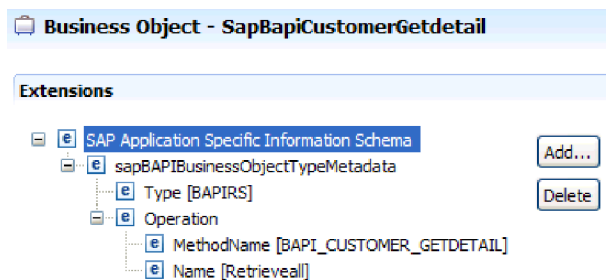 Business Object - SapBapiCustomerGetdetail
Extensions
SAP Application Specific Information Schema
Add...
sapBAPIBusinessObjectTypeMetadata
Type [BAPIRS]
Delete
Operation
MethodName [BAPI_CUSTOMER_GETDETAIL]
Name [Retrieveall]